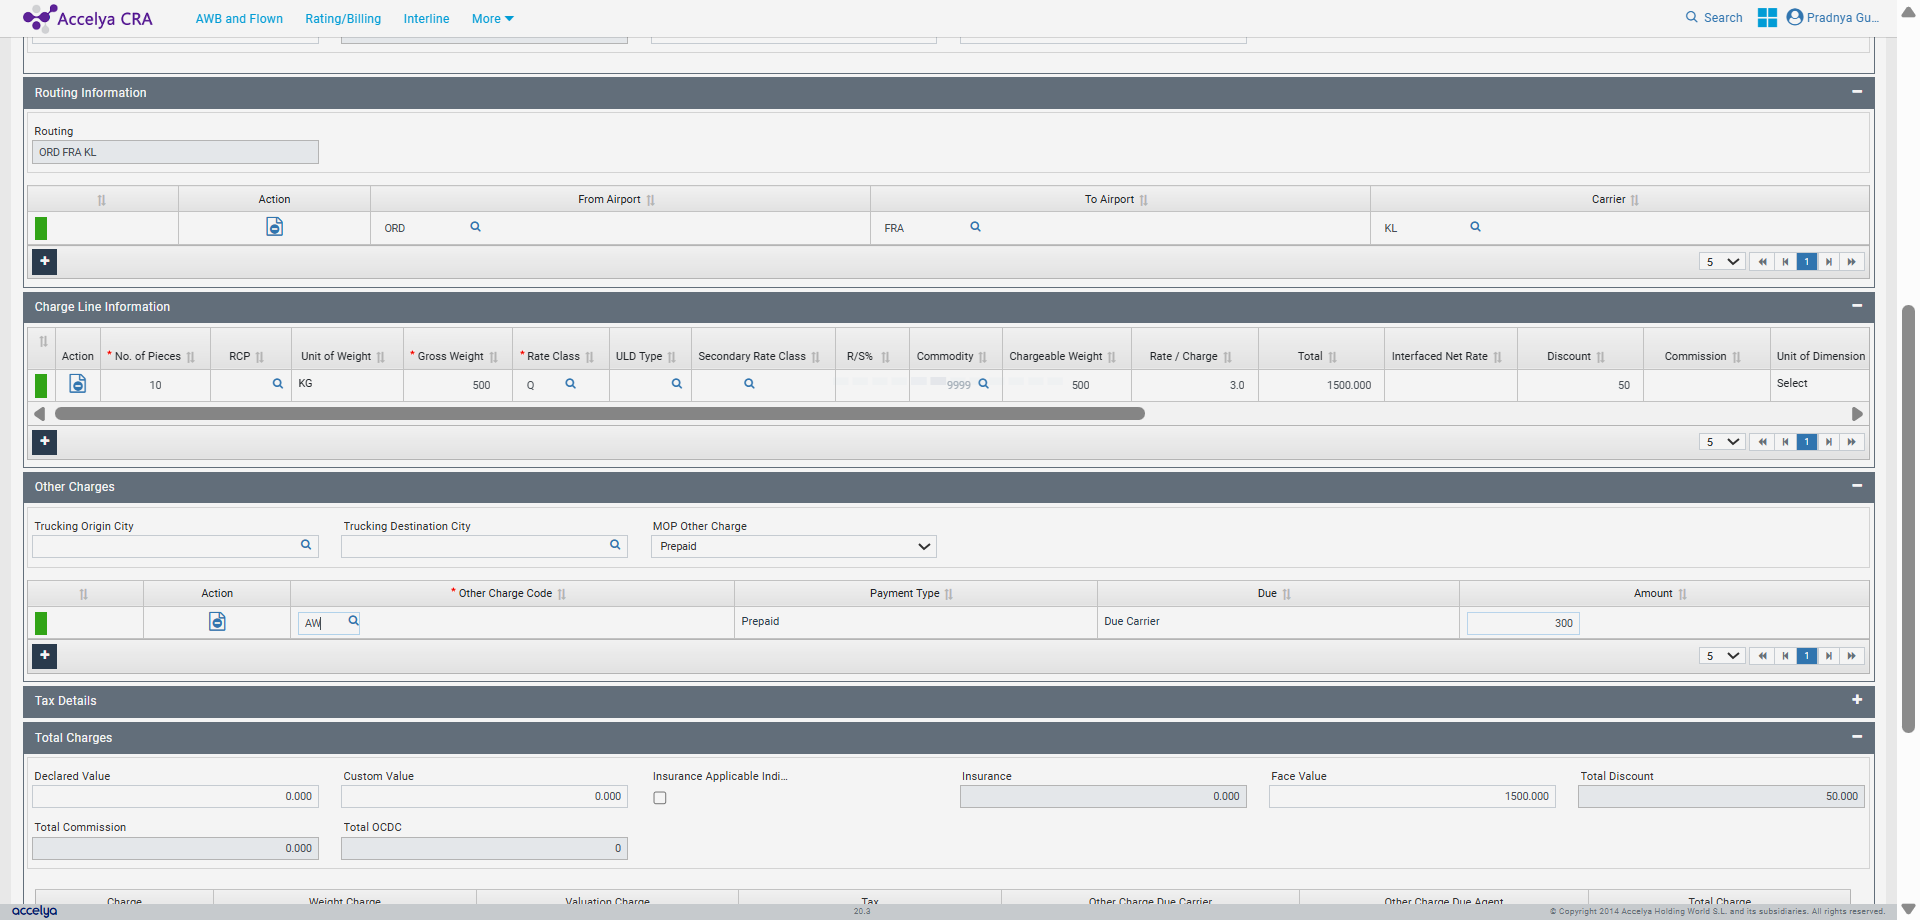 Accelya CRA AWB and Flown Rating/Billing Interline More Search Pradnya Gu...
Routing Information
Routing
ORD FRA KL
Action From Airport To Airport Carrier
ORD FRA KL
5 1
Charge Line Information
Action * No. of Pieces RCP Unit of Weight * Gross Weight * Rate Class ULD Type Secondary Rate Class R/S% Commodity Chargeable Weight Rate / Charge Total Interfaced Net Rate Discount Commission Unit of Dimension
10 KG 500 Q 9999 500 3.0 1500.000 50 Select
5 1
Other Charges
Trucking Origin City Trucking Destination City MOP Other Charge
Prepaid
Action * Other Charge Code Payment Type Due Amount
AW Prepaid Due Carrier 300
5 1
Tax Details
Total Charges
Declared Value Custom Value Insurance Applicable Indi... Insurance Face Value Total Discount
0.000 0.000 0.000 1500.000 50.000
Total Commission Total OCDC
0.000 0
Charge Weight Charge Valuation Charge Tax Other Charge Due Carrier Other Charge Due Agent Total Charge
accelya 20.3 © Copyright 2014 Accelya Holding World S.L. and its subsidiaries. All rights reserved.